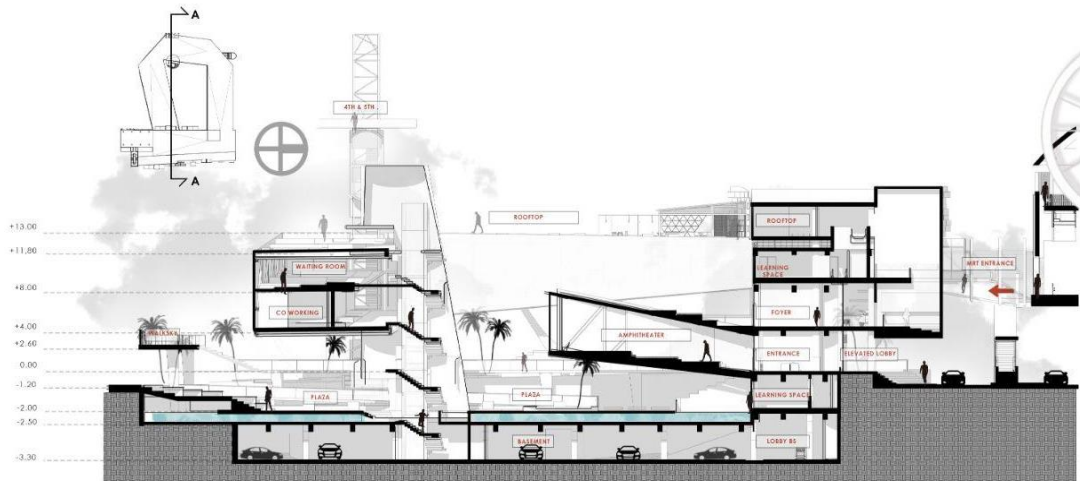 A
A
4TH & 5TH
ROOFTOP
ROOFTOP
+13.00
+11.80
WAITING ROOM
LEARNING
SPACE
MRT ENTRANCE
+8.00
CO WORKING
FOYER
+4.00
WALKSKY
AMPHITHEATER
+2.60
ENTRANCE
ELEVATED LOBBY
0.00
-1.20
PLAZA
PLAZA
LEARNING SPACE
-2.00
-2.50
BASEMENT
LOBBY BS
-3.30